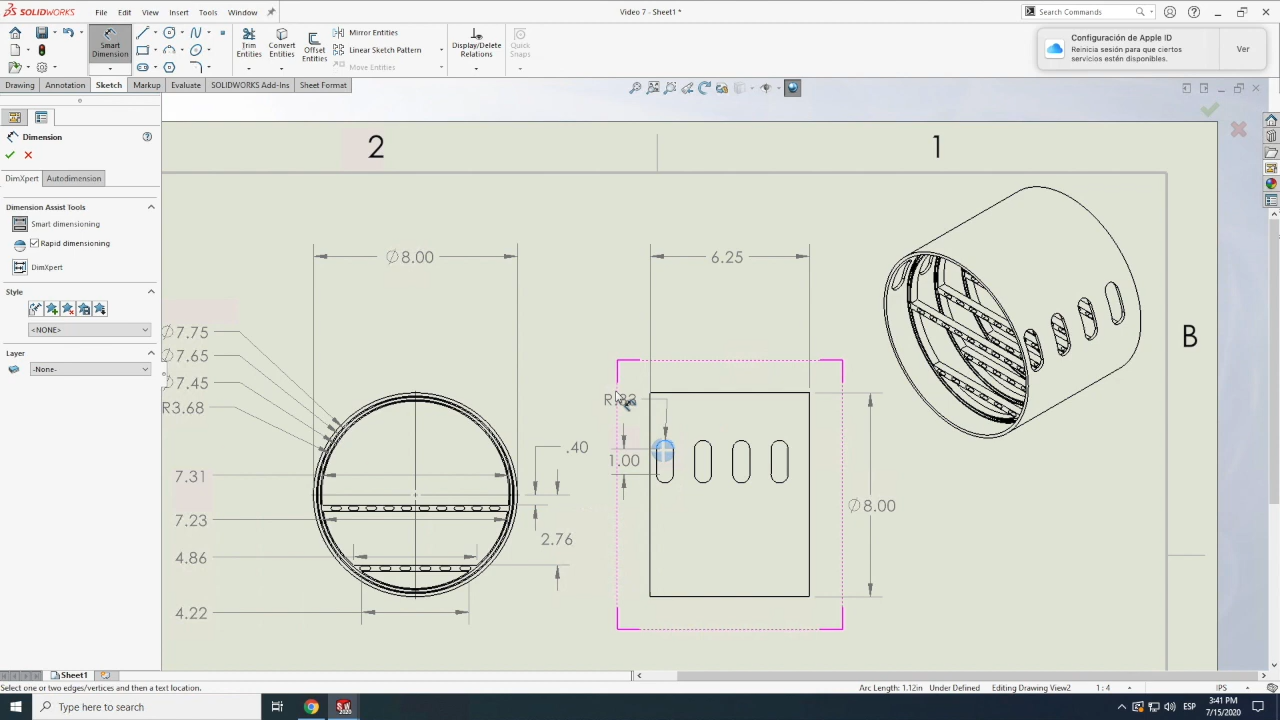 SOLIDWORKS
File
Edit
View
Insert
Tools
Window
Video 7 - Sheet1 *
Search Commands
Configuración de Apple ID
Reinicia sesión para que ciertos
servicios estén disponibles.
Ver
Smart
Dimension
Trim
Entities
Convert
Entities
Offset
Entities
Mirror Entities
Linear Sketch Pattern
Move Entities
Display/Delete
Relations
Quick
Snaps
Drawing
Annotation
Sketch
Markup
Evaluate
SOLIDWORKS Add-Ins
Sheet Format
Dimension
DimXpert
Autodimension
Dimension Assist Tools
Smart dimensioning
Rapid dimensioning
DimXpert
Style
<NONE>
Layer
-None-
2
1
B
∅8.00
6.25
∅7.75
∅7.65
∅7.45
R3.68
7.31
7.23
4.86
4.22
.40
2.76
1.00
∅8.00
Sheet1
Select one or two edges/vertices and then a text location.
Arc Length: 1.12in
Under Defined
Editing Drawing View2
1 : 4
IPS
Type here to search
ESP
3:41 PM
7/15/2020